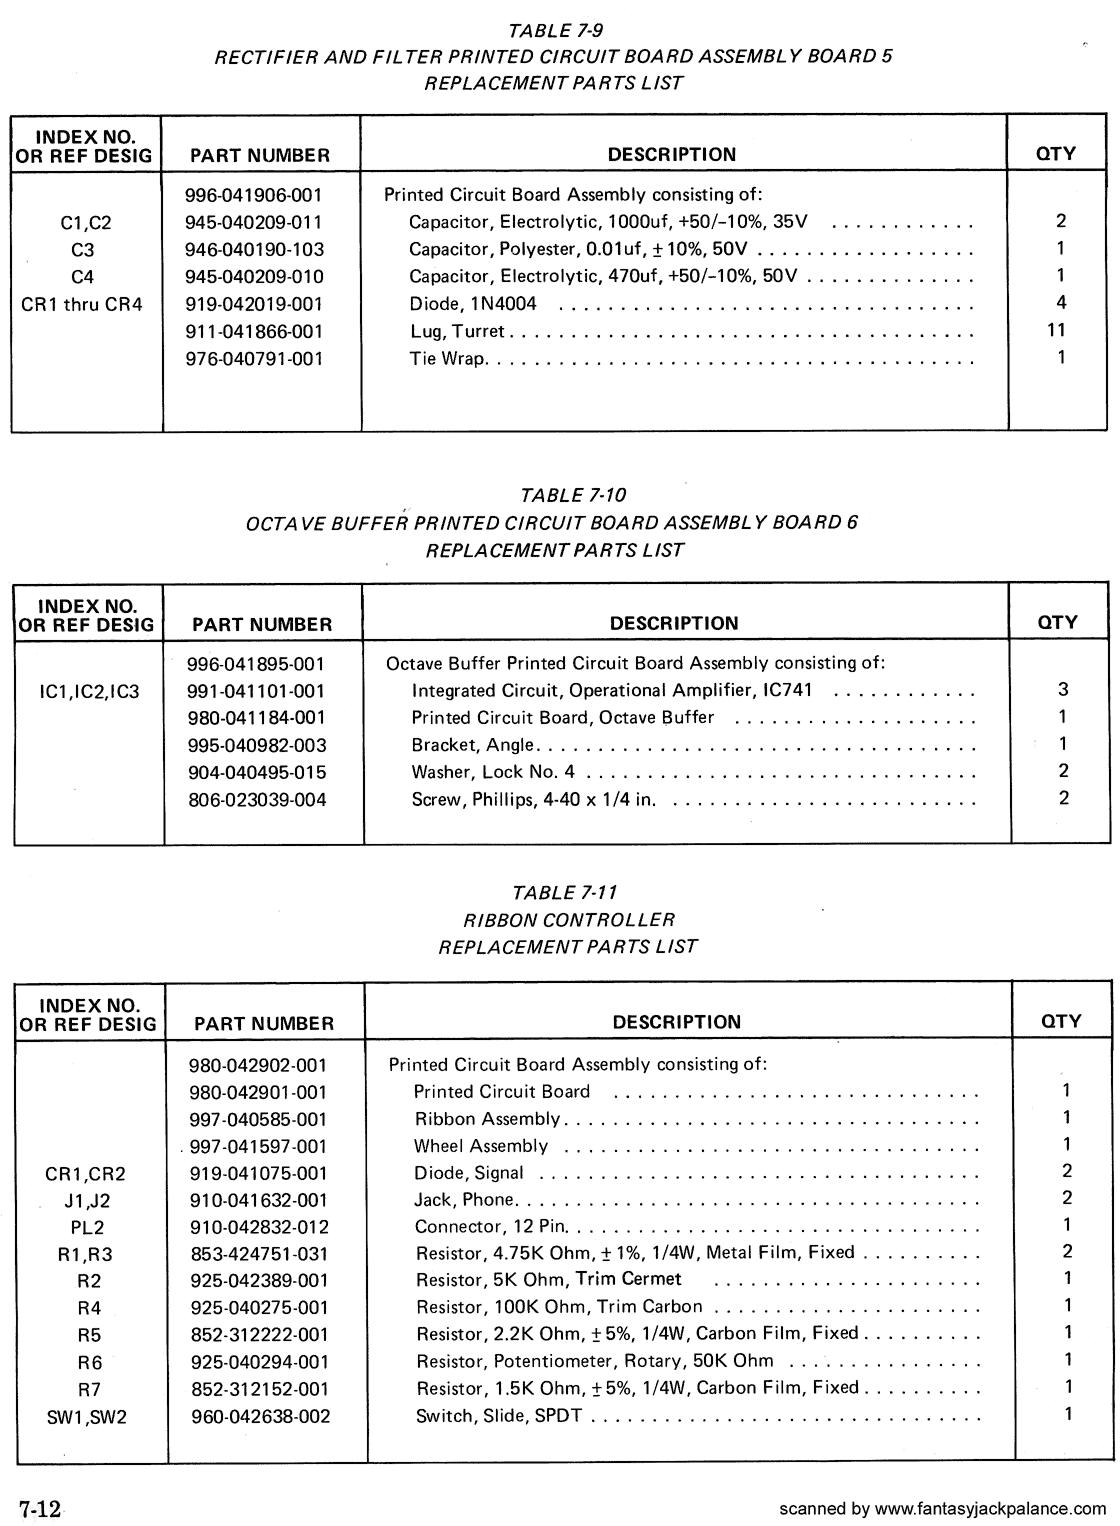 TABLE 7-9
RECTIFIER AND FILTER PRINTED CIRCUIT BOARD ASSEMBLY BOARD 5
REPLACEMENT PARTS LIST
INDEX NO. OR REF DESIG PART NUMBER DESCRIPTION QTY
996-041906-001 Printed Circuit Board Assembly consisting of:
C1,C2 945-040209-011 Capacitor, Electrolytic, 1000uf, +50/-10%, 35V 2
C3 946-040190-103 Capacitor, Polyester, 0.01uf, ± 10%, 50V 1
C4 945-040209-010 Capacitor, Electrolytic, 470uf, +50/-10%, 50V 1
CR1 thru CR4 919-042019-001 Diode, 1N4004 4
911-041866-001 Lug, Turret 11
976-040791-001 Tie Wrap 1
TABLE 7-10
OCTAVE BUFFER PRINTED CIRCUIT BOARD ASSEMBLY BOARD 6
REPLACEMENT PARTS LIST
INDEX NO. OR REF DESIG PART NUMBER DESCRIPTION QTY
996-041895-001 Octave Buffer Printed Circuit Board Assembly consisting of:
IC1,IC2,IC3 991-041101-001 Integrated Circuit, Operational Amplifier, IC741 3
980-041184-001 Printed Circuit Board, Octave Buffer 1
995-040982-003 Bracket, Angle 1
904-040495-015 Washer, Lock No. 4 2
806-023039-004 Screw, Phillips, 4-40 x 1/4 in. 2
TABLE 7-11
RIBBON CONTROLLER
REPLACEMENT PARTS LIST
INDEX NO. OR REF DESIG PART NUMBER DESCRIPTION QTY
980-042902-001 Printed Circuit Board Assembly consisting of:
980-042901-001 Printed Circuit Board 1
997-040585-001 Ribbon Assembly 1
997-041597-001 Wheel Assembly 1
CR1,CR2 919-041075-001 Diode, Signal 2
J1,J2 910-041632-001 Jack, Phone 2
PL2 910-042832-012 Connector, 12 Pin 1
R1,R3 853-424751-031 Resistor, 4.75K Ohm, ± 1%, 1/4W, Metal Film, Fixed 2
R2 925-042389-001 Resistor, 5K Ohm, Trim Cermet 1
R4 925-040275-001 Resistor, 100K Ohm, Trim Carbon 1
R5 852-312222-001 Resistor, 2.2K Ohm, ± 5%, 1/4W, Carbon Film, Fixed 1
R6 925-040294-001 Resistor, Potentiometer, Rotary, 50K Ohm 1
R7 852-312152-001 Resistor, 1.5K Ohm, ± 5%, 1/4W, Carbon Film, Fixed 1
SW1,SW2 960-042638-002 Switch, Slide, SPDT 1
7-12
scanned by www.fantasyjackpalance.com